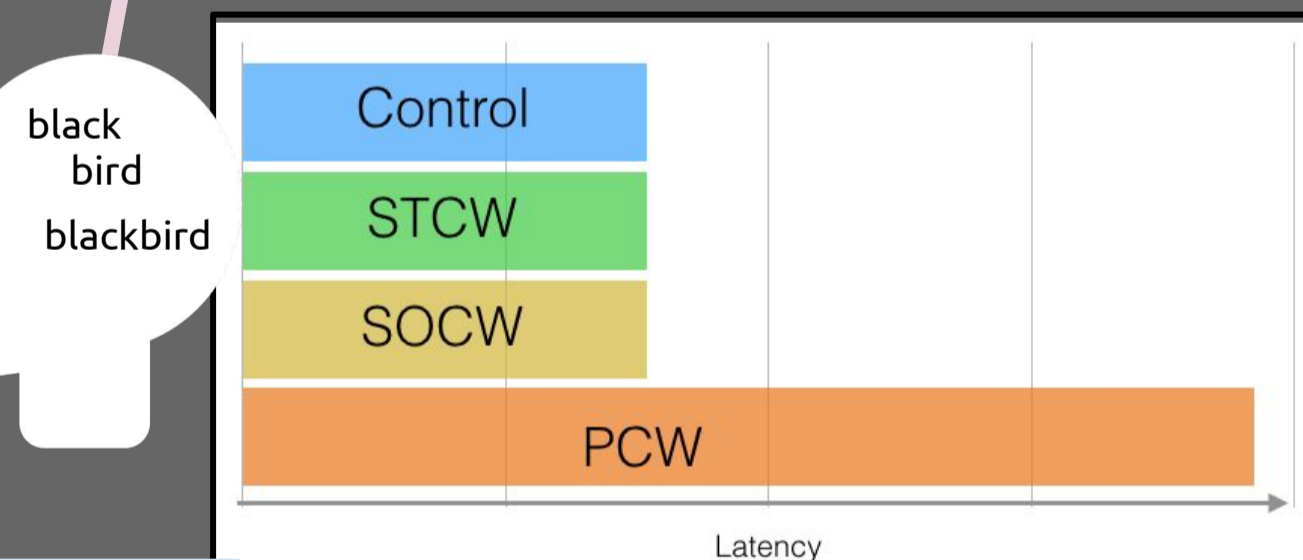 black
bird
blackbird
Control
STCW
SOCW
PCW
Latency